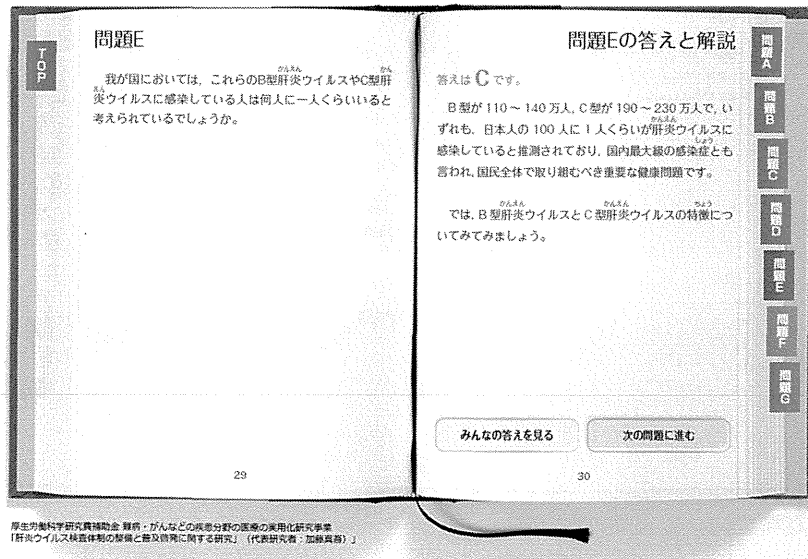 TOP
問題E
我が国においては、これらのB型肝炎ウイルスやC型肝
炎ウイルスに感染している人は何人に一人くらいいると
考えられているでしょうか。
29
問題Eの答えと解説
答えは C です。
B型が110～140万人、C型が190～230万人で、い
ずれも、日本人の100人に1人くらいが肝炎ウイルスに
感染していると推測されており、国内最大級の感染症とも
言われ、国民全体で取り組むべき重要な健康問題です。
では、B型肝炎ウイルスとC型肝炎ウイルスの特徴につ
いてみてみましょう。
みんなの答えを見る
次の問題に進む
30
問題A
問題B
問題C
問題D
問題E
問題F
問題G
厚生労働科学研究費補助金 難病・がんなどの疾患分野の医療の実用化研究事業
「肝炎ウイルス検査体制の整備と普及啓発に関する研究」（代表研究者：加藤真吾）」